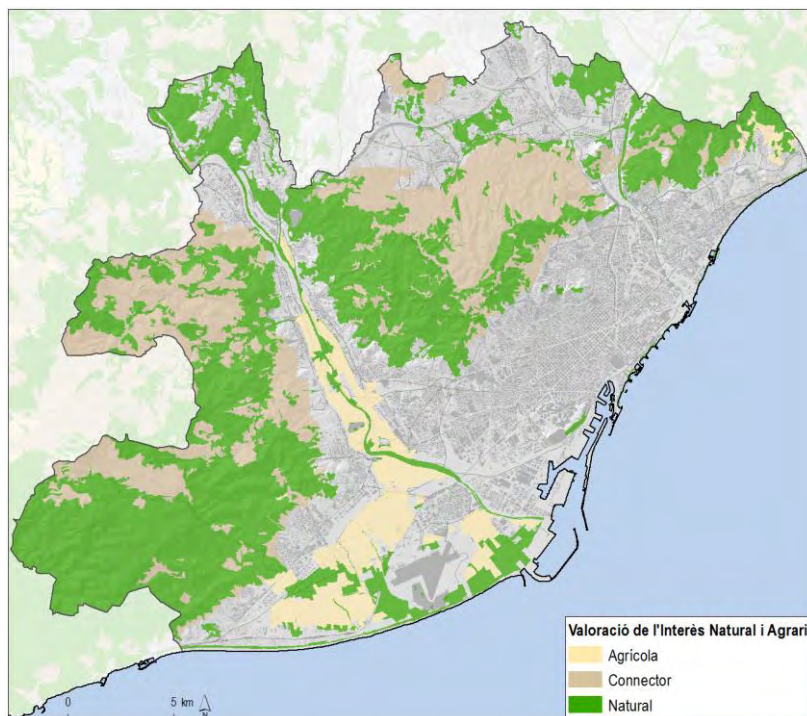 Valoració de l'Interès Natural i Agrari
Agrícola
Connector
Natural
0 5 km
N